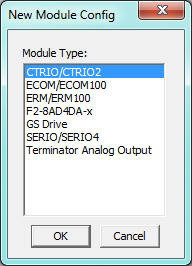 New Module Config
Module Type:
CTRIO/CTRIO2
ECOM/ECOM100
ERM/ERM100
F2-8AD4DA-x
GS Drive
SERIO/SERIO4
Terminator Analog Output
OK
Cancel